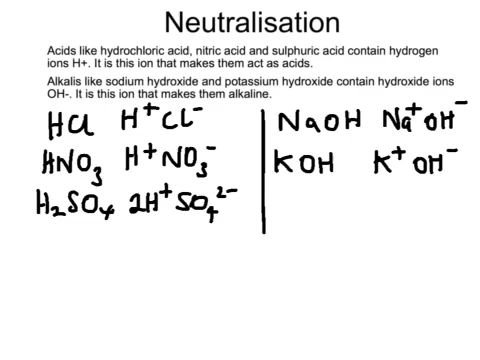 Neutralisation
Acids like hydrochloric acid, nitric acid and sulphuric acid contain hydrogen
ions H+. It is this ion that makes them act as acids.
Alkalis like sodium hydroxide and potassium hydroxide contain hydroxide ions
OH-. It is this ion that makes them alkaline.
HCl H⁺ Cl⁻ NaOH Na⁺ OH⁻
HNO₃ H⁺ NO₃⁻ KOH K⁺ OH⁻
H₂SO₄ 2H⁺ SO₄²⁻